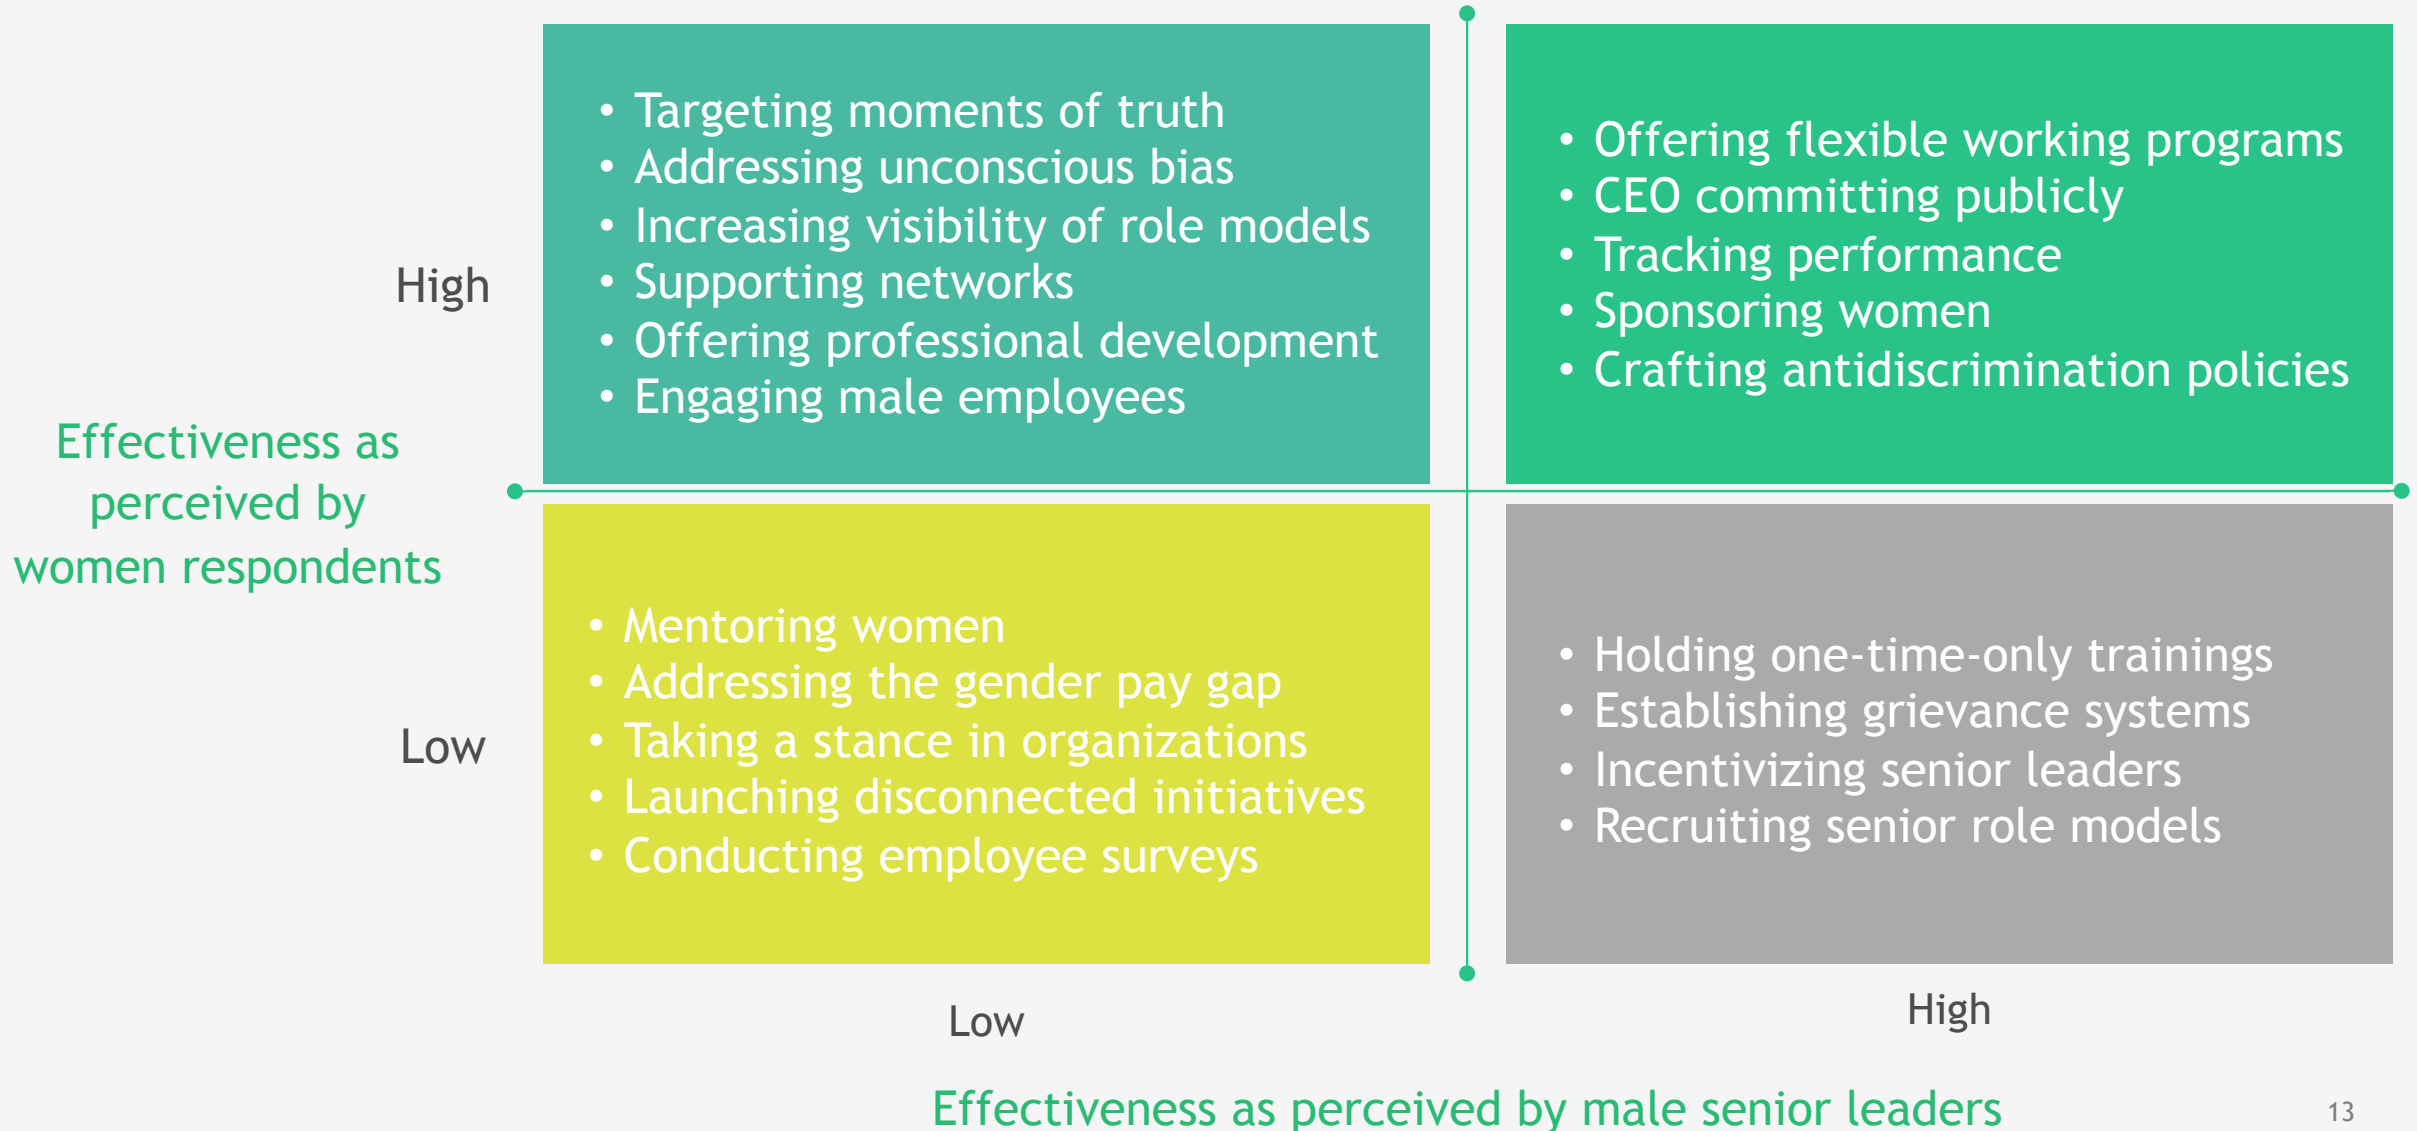 • Targeting moments of truth
• Addressing unconscious bias
• Increasing visibility of role models
• Supporting networks
• Offering professional development
• Engaging male employees
• Offering flexible working programs
• CEO committing publicly
• Tracking performance
• Sponsoring women
• Crafting antidiscrimination policies
High
Effectiveness as
perceived by
women respondents
Low
• Mentoring women
• Addressing the gender pay gap
• Taking a stance in organizations
• Launching disconnected initiatives
• Conducting employee surveys
• Holding one-time-only trainings
• Establishing grievance systems
• Incentivizing senior leaders
• Recruiting senior role models
Low
High
Effectiveness as perceived by male senior leaders
13